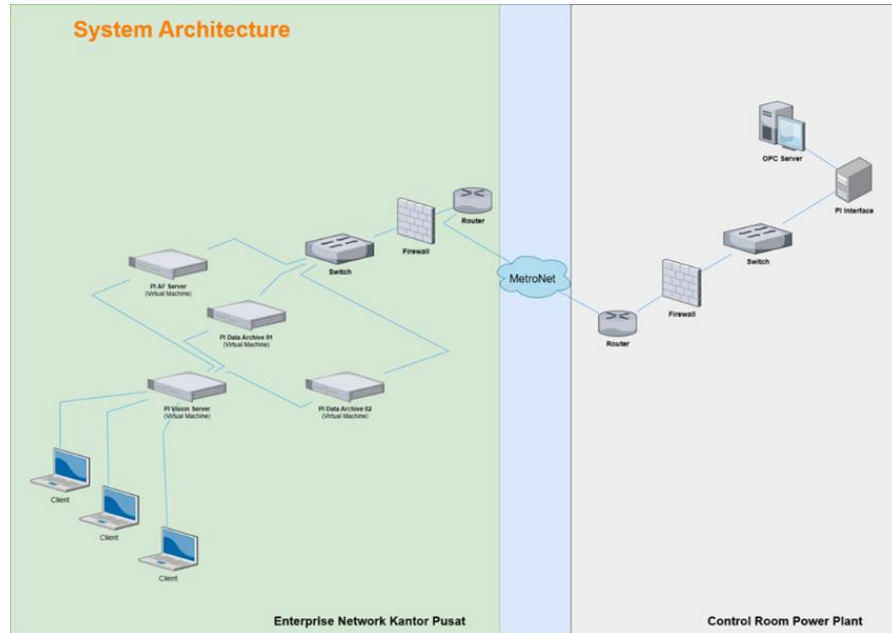 System Architecture
OPC Server
PI Interface
Router
Firewall
Switch
Switch
MetroNet
PI AF Server
(Virtual Machine)
Firewall
PI Data Archive 01
(Virtual Machine)
Router
PI Vision Server
(Virtual Machine)
PI Data Archive 02
(Virtual Machine)
Client
Client
Client
Enterprise Network Kantor Pusat
Control Room Power Plant